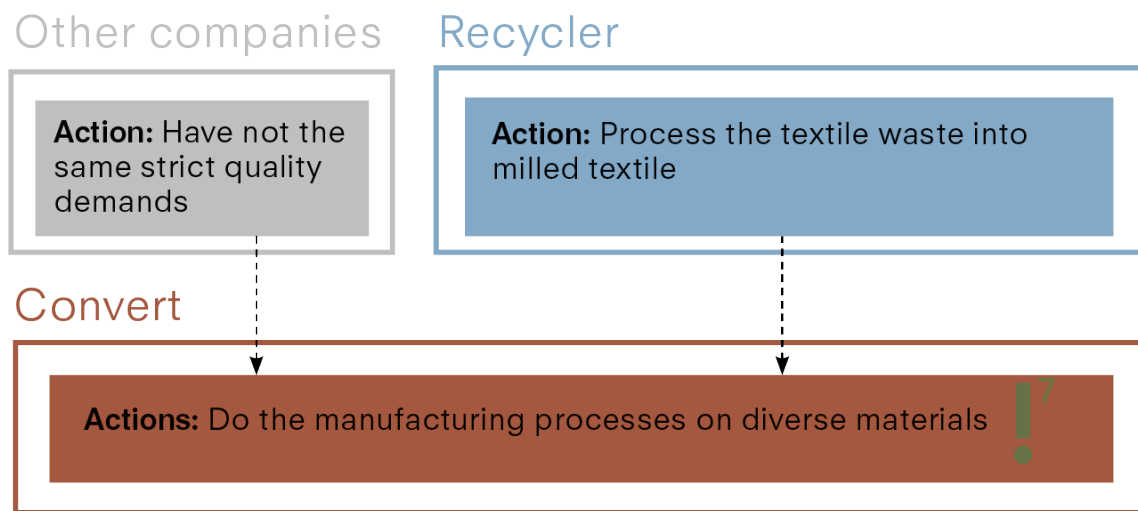 Other companies
Recycler
Action: Have not the
same strict quality
demands
Action: Process the textile waste into
milled textile
Convert
Actions: Do the manufacturing processes on diverse materials
! 7